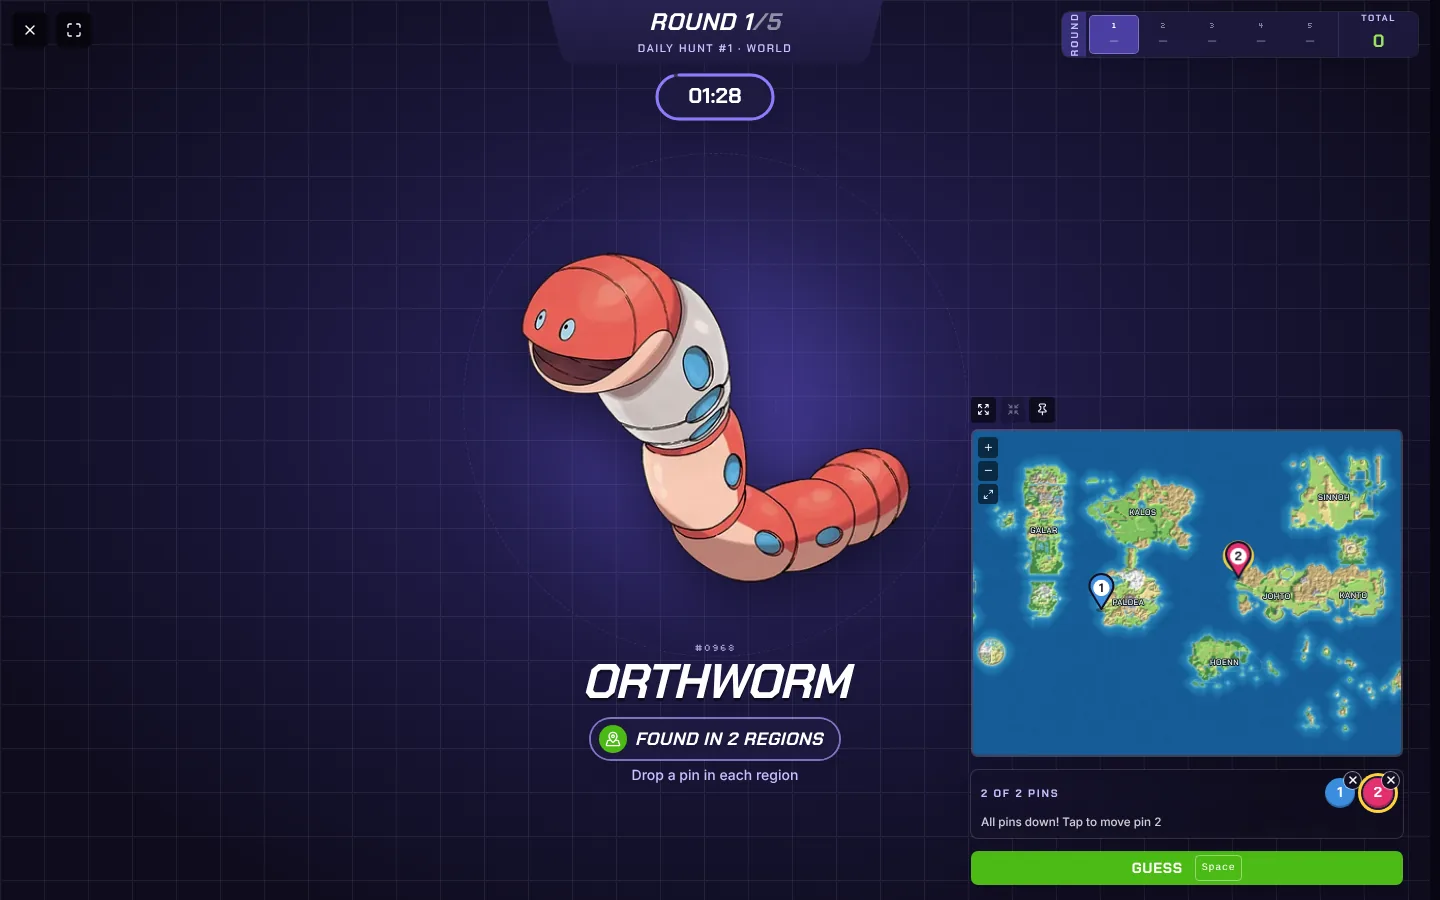 ROUND 1/5
DAILY HUNT #1 · WORLD
01:28
ROUND
1
—
2
—
3
—
4
—
5
—
TOTAL
0
#0968
ORTHWORM
FOUND IN 2 REGIONS
Drop a pin in each region
+
−
GALAR
KALOS
SINNOH
1
PALDEA
2
JOHTO
KANTO
HOENN
2 OF 2 PINS
1
2
All pins down! Tap to move pin 2
GUESS Space